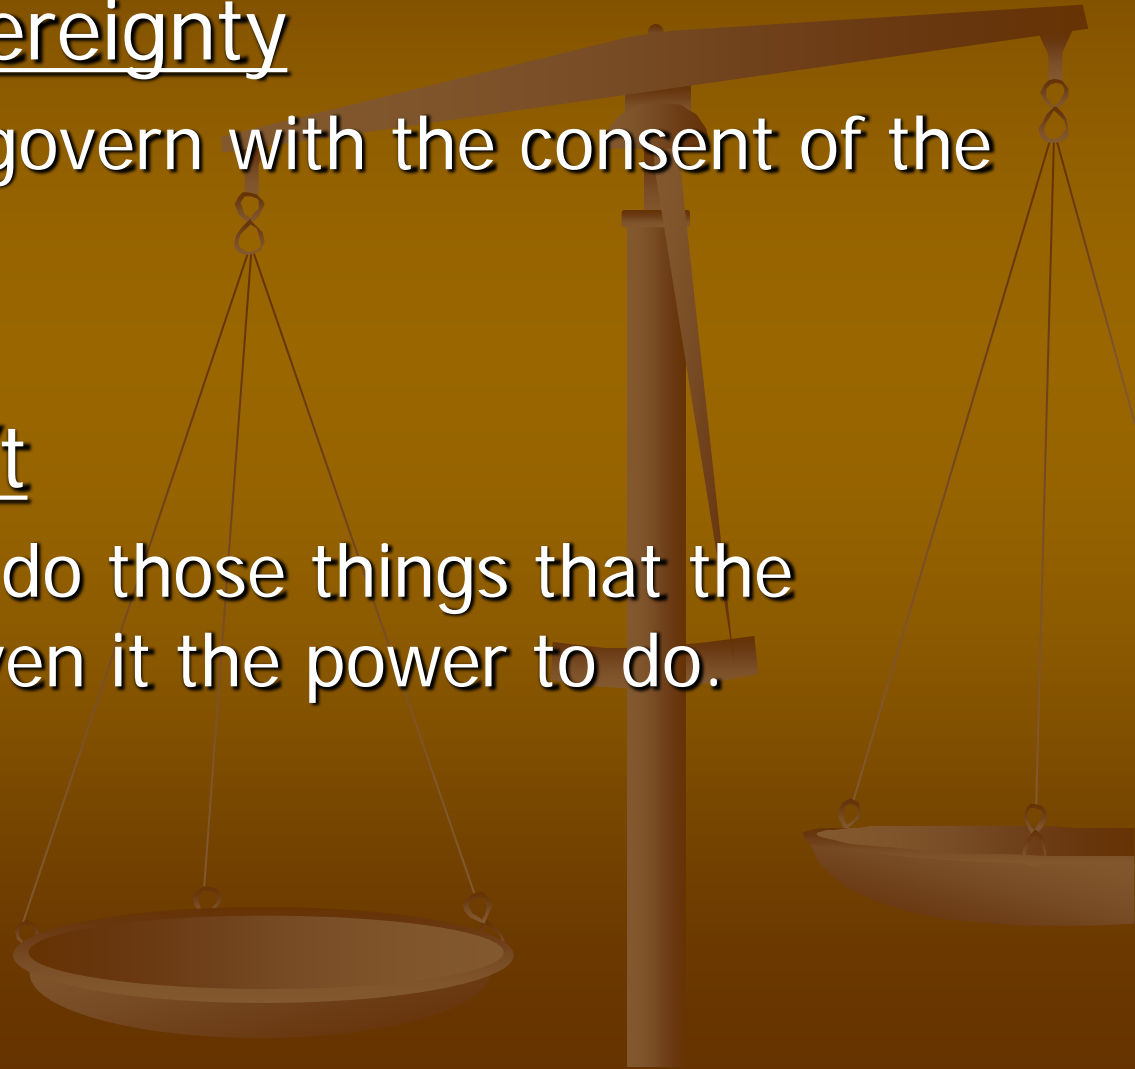 ereignty
govern with the consent of the
't
do those things that the
ven it the power to do.